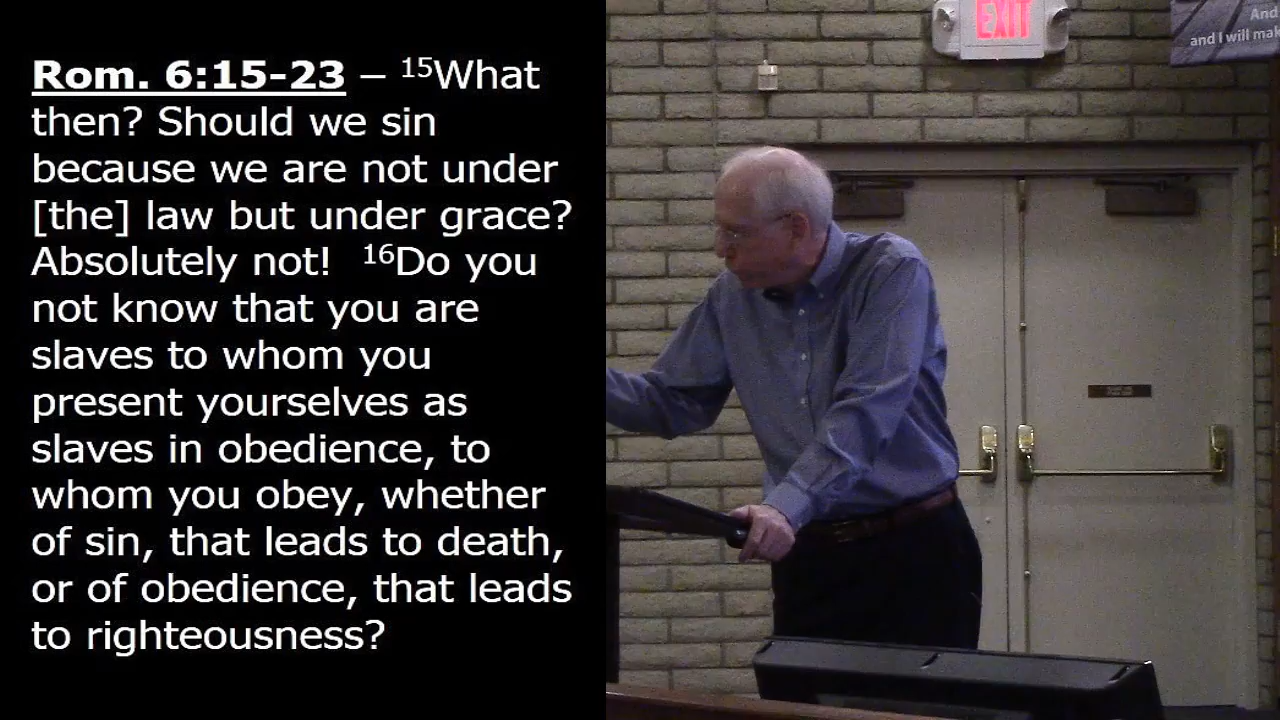 Rom. 6:15-23 – ¹⁵What
then? Should we sin
because we are not under
[the] law but under grace?
Absolutely not! ¹⁶Do you
not know that you are
slaves to whom you
present yourselves as
slaves in obedience, to
whom you obey, whether
of sin, that leads to death,
or of obedience, that leads
to righteousness?
EXIT
And
and I will mak